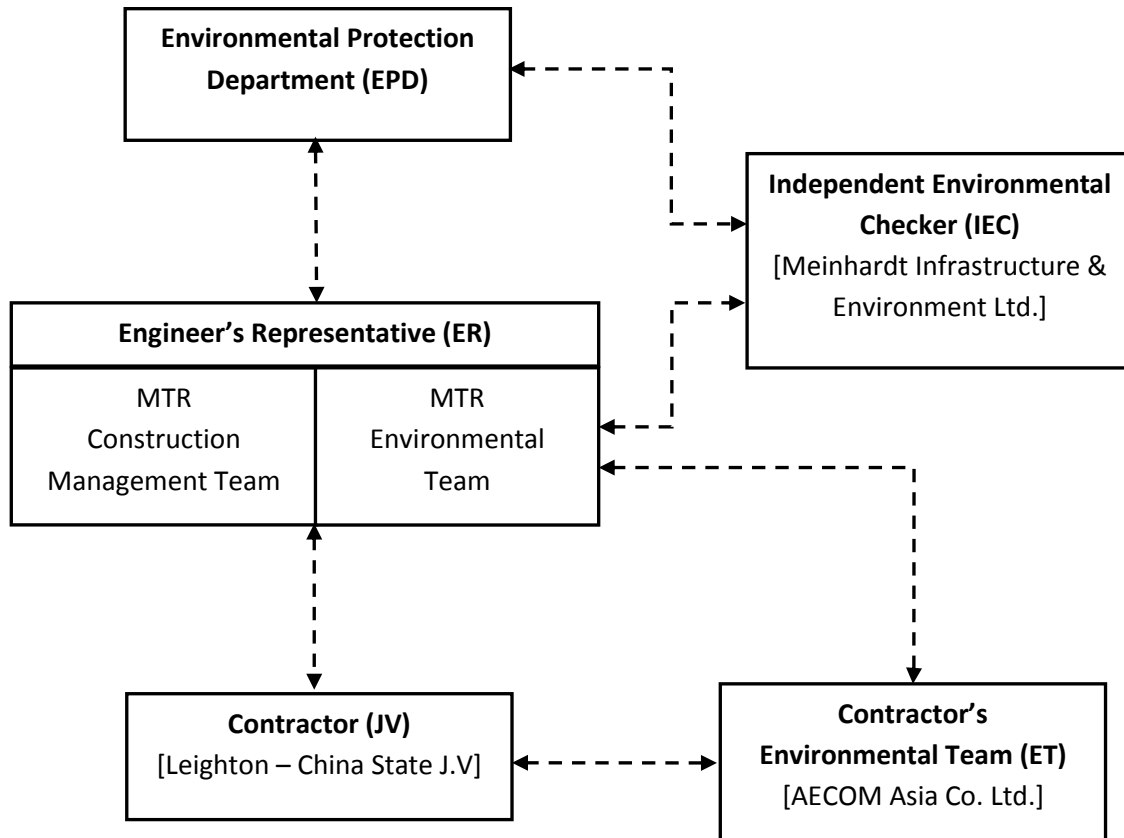 Environmental Protection
Department (EPD)
Independent Environmental
Checker (IEC)
[Meinhardt Infrastructure &
Environment Ltd.]
Engineer’s Representative (ER)
MTR
Construction
Management Team
MTR
Environmental
Team
Contractor (JV)
[Leighton – China State J.V]
Contractor’s
Environmental Team (ET)
[AECOM Asia Co. Ltd.]